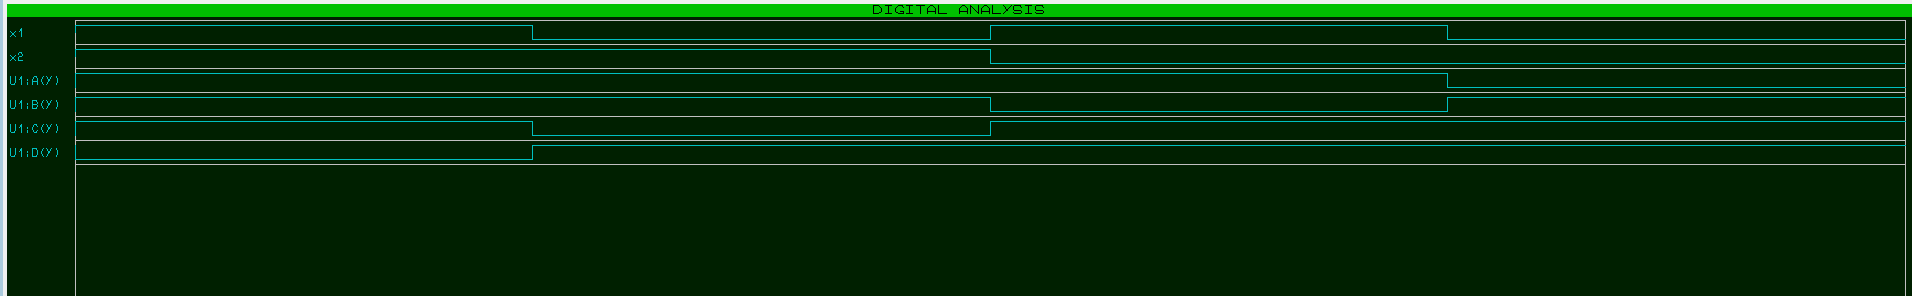 DIGITAL ANALYSIS
x1
x2
U1:A(Y)
U1:B(Y)
U1:C(Y)
U1:D(Y)